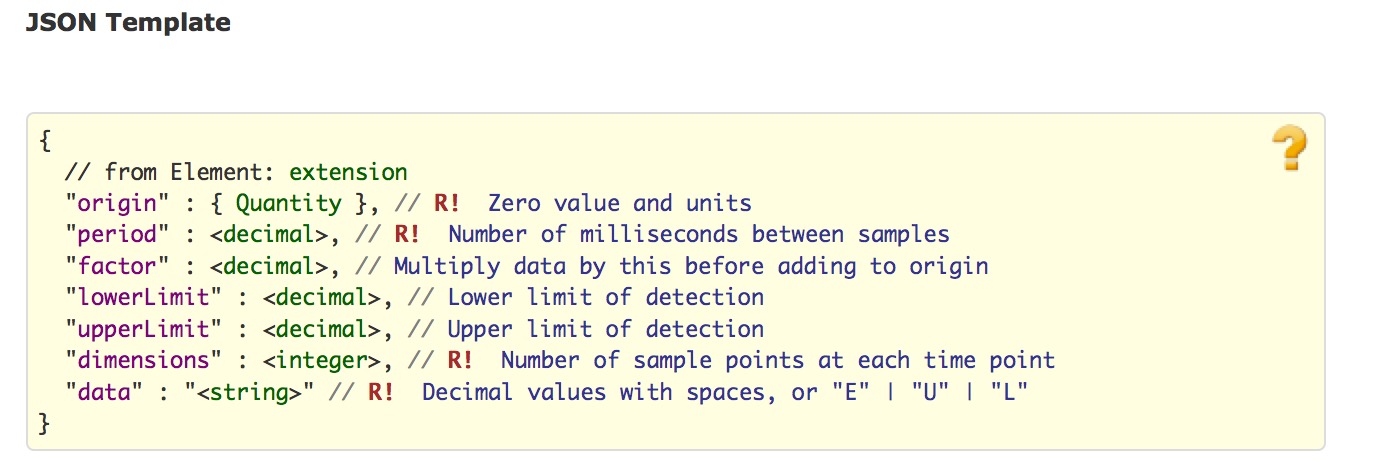 JSON Template
{
// from Element: extension
"origin" : { Quantity }, // R!  Zero value and units
"period" : <decimal>, // R!  Number of milliseconds between samples
"factor" : <decimal>, // Multiply data by this before adding to origin
"lowerLimit" : <decimal>, // Lower limit of detection
"upperLimit" : <decimal>, // Upper limit of detection
"dimensions" : <integer>, // R!  Number of sample points at each time point
"data" : "<string>" // R!  Decimal values with spaces, or "E" | "U" | "L"
}